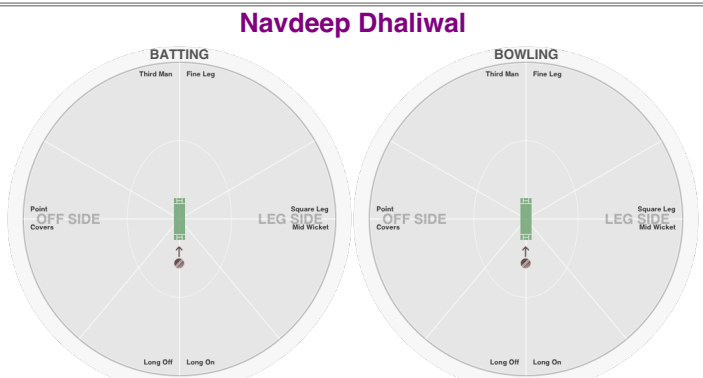 Navdeep Dhaliwal
BATTING
Third Man Fine Leg
Point
OFF SIDE
Covers
Square Leg
LEG SIDE
Mid Wicket
Long Off Long On
BOWLING
Third Man Fine Leg
Point
OFF SIDE
Covers
Square Leg
LEG SIDE
Mid Wicket
Long Off Long On